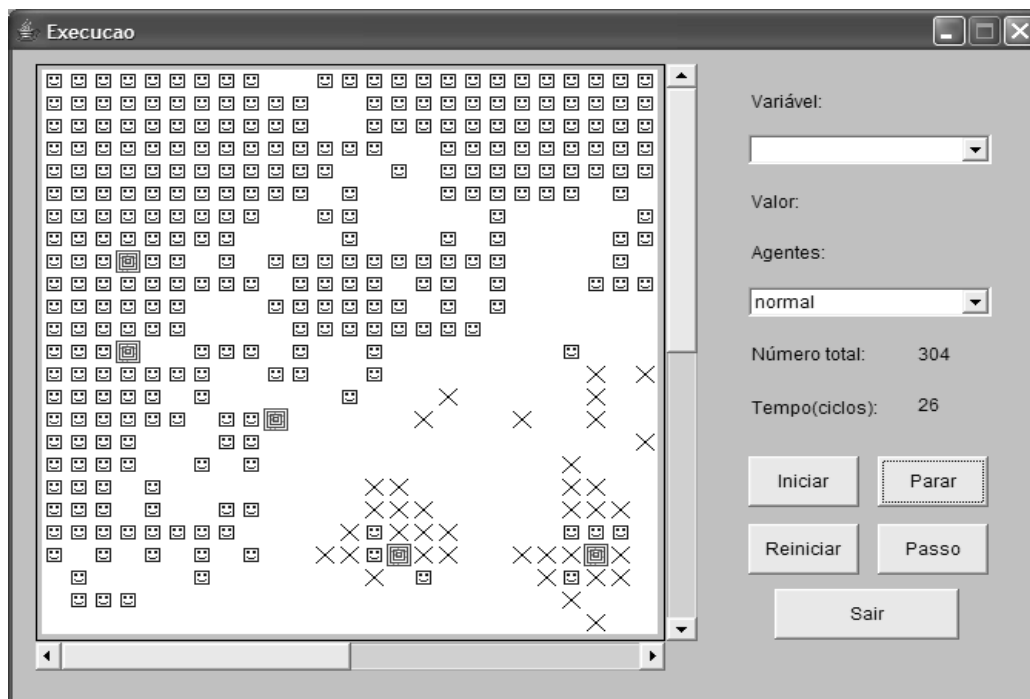 Execucao
Variável:
Valor:
Agentes:
normal
Número total: 304
Tempo(ciclos): 26
Iniciar Parar
Reiniciar Passo
Sair